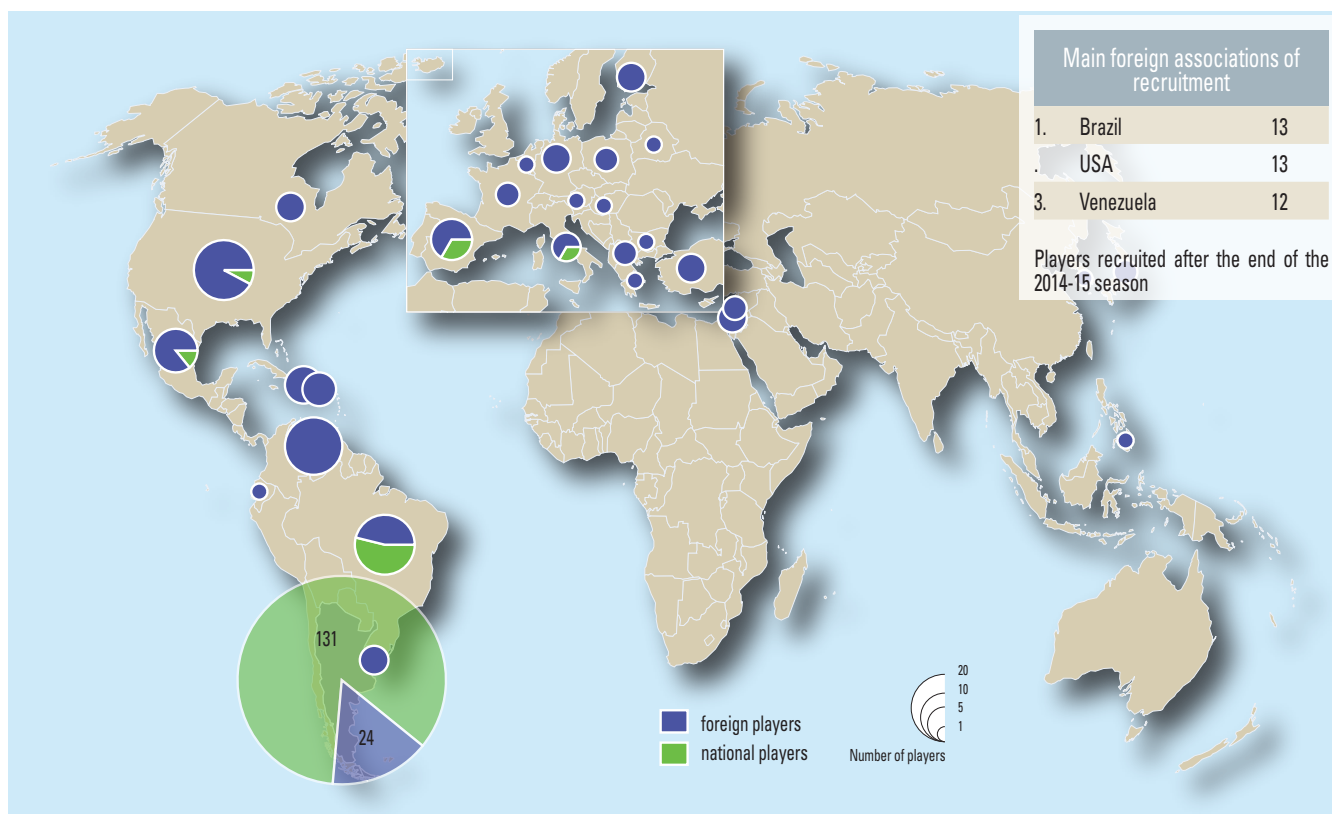 Main foreign associations of
recruitment
1. Brazil 13
. USA 13
3. Venezuela 12
Players recruited after the end of the
2014-15 season
131
24
foreign players
national players
20
10
5
1
Number of players